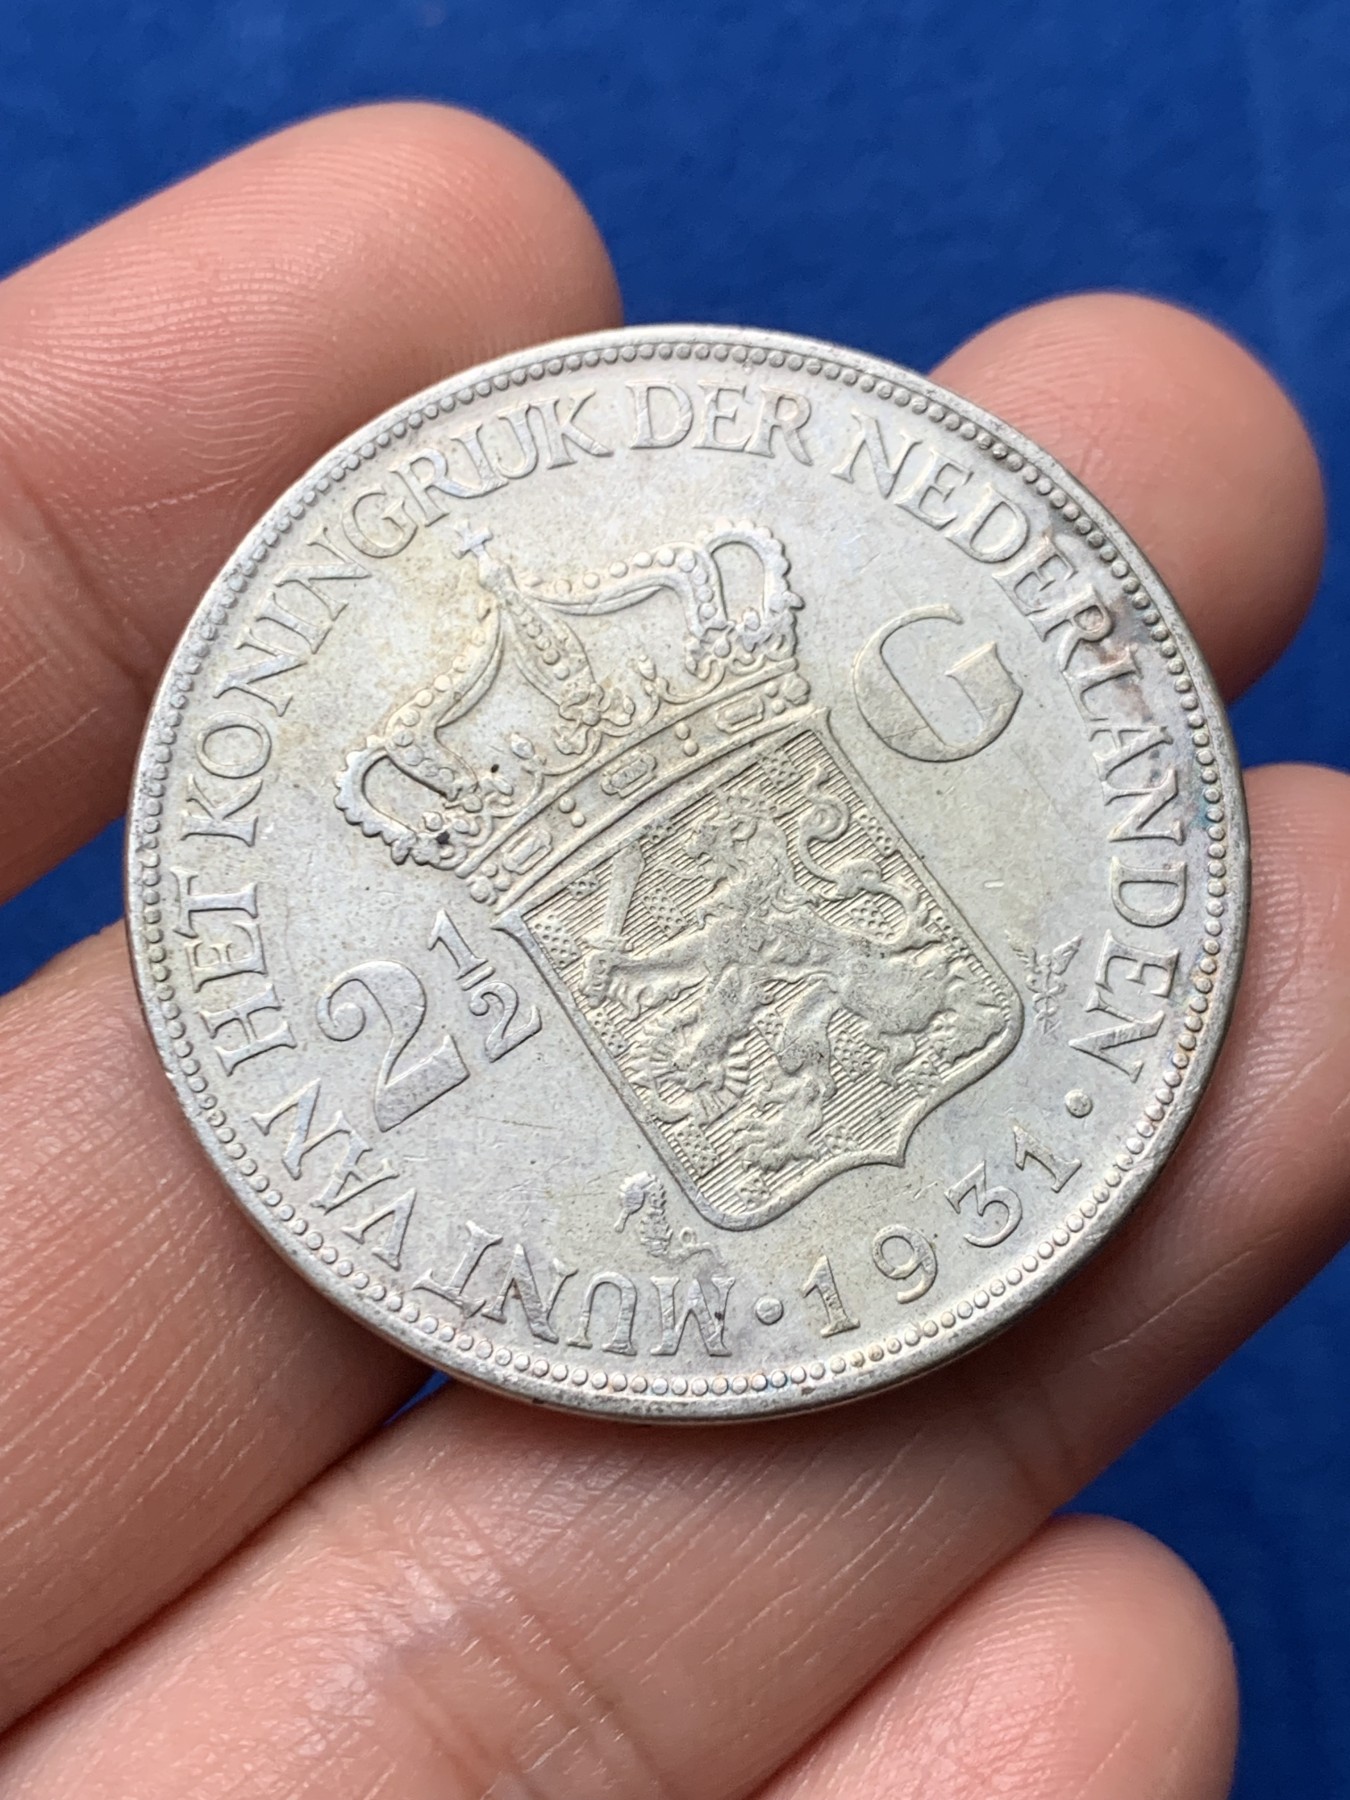 MUNT VAN HET KONINGRIJK DER NEDERLANDEN
2½ G
· 1931 ·